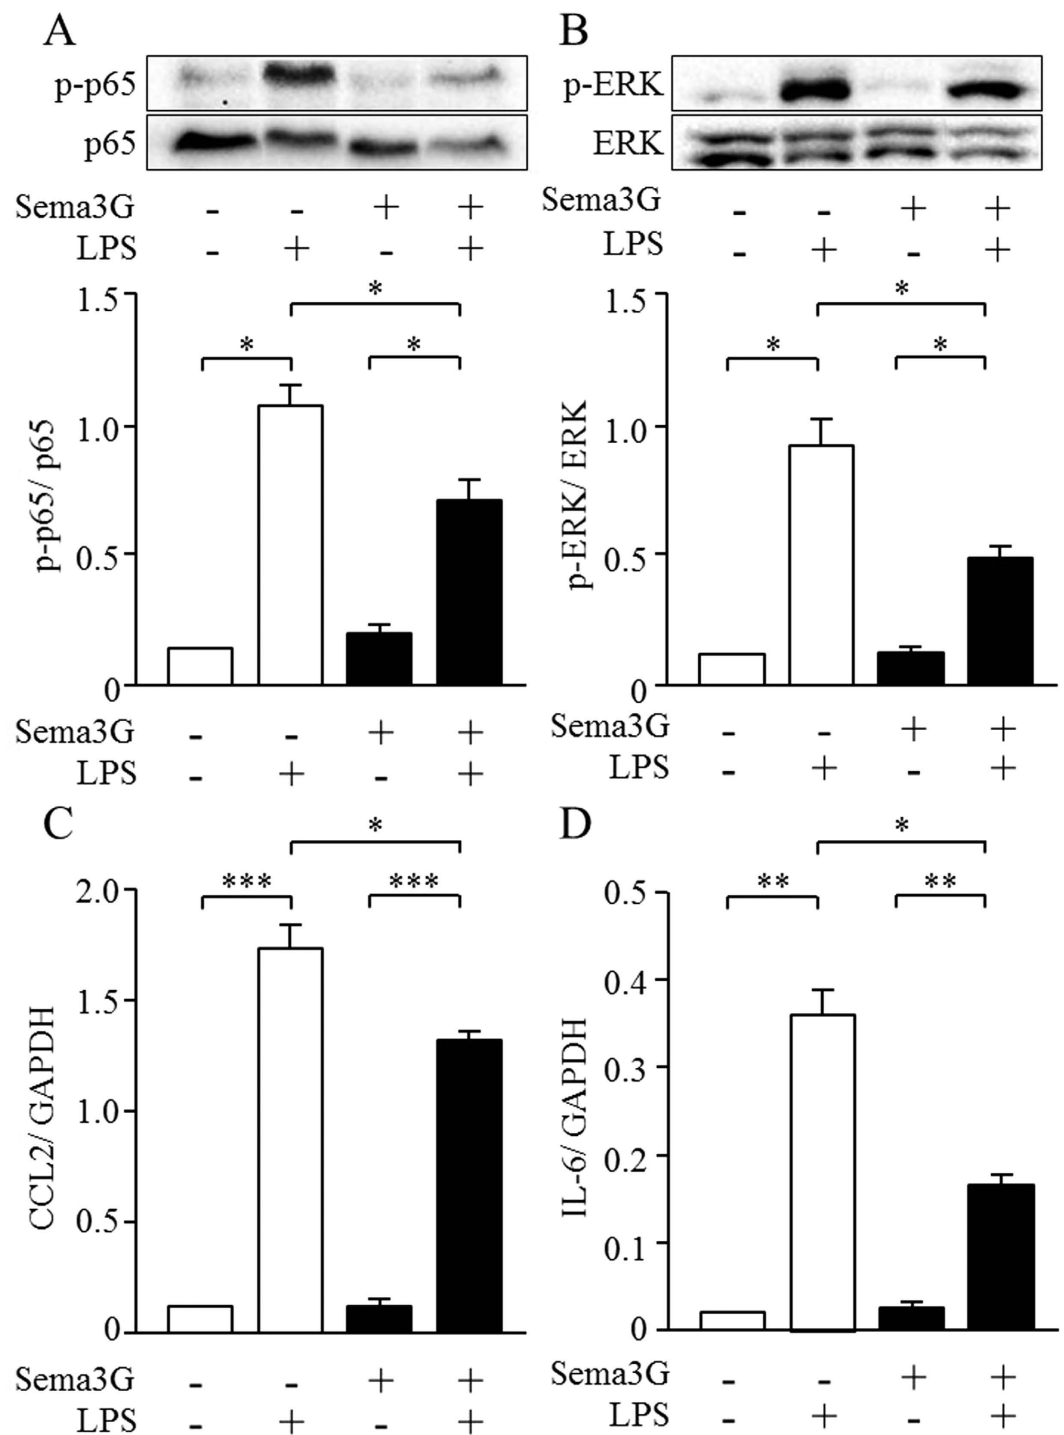 A
p-p65
p65
Sema3G - - + +
LPS - + - +
1.5
1.0
0.5
0
p-p65/ p65
*
*
*
Sema3G - - + +
LPS - + - +
B
p-ERK
ERK
Sema3G - - + +
LPS - + - +
1.5
1.0
0.5
0
p-ERK/ ERK
*
*
*
Sema3G - - + +
LPS - + - +
C
2.0
1.5
1.0
0.5
0
CCL2/ GAPDH
*
***
***
Sema3G - - + +
LPS - + - +
D
0.5
0.4
0.3
0.2
0.1
0
IL-6/ GAPDH
*
**
**
Sema3G - - + +
LPS - + - +